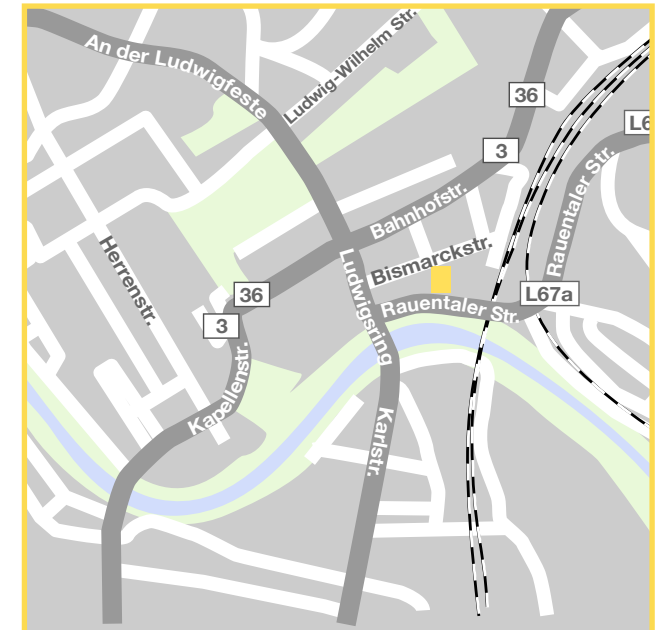 An der Ludwigfeste
Ludwig-Wilhelm Str.
36
L6
3
Bahnhofstr.
Rauentaler Str.
Herrenstr.
Bismarckstr.
36
L67a
3
Ludwigsring
Rauentaler Str.
Kapellenstr.
Karlstr.